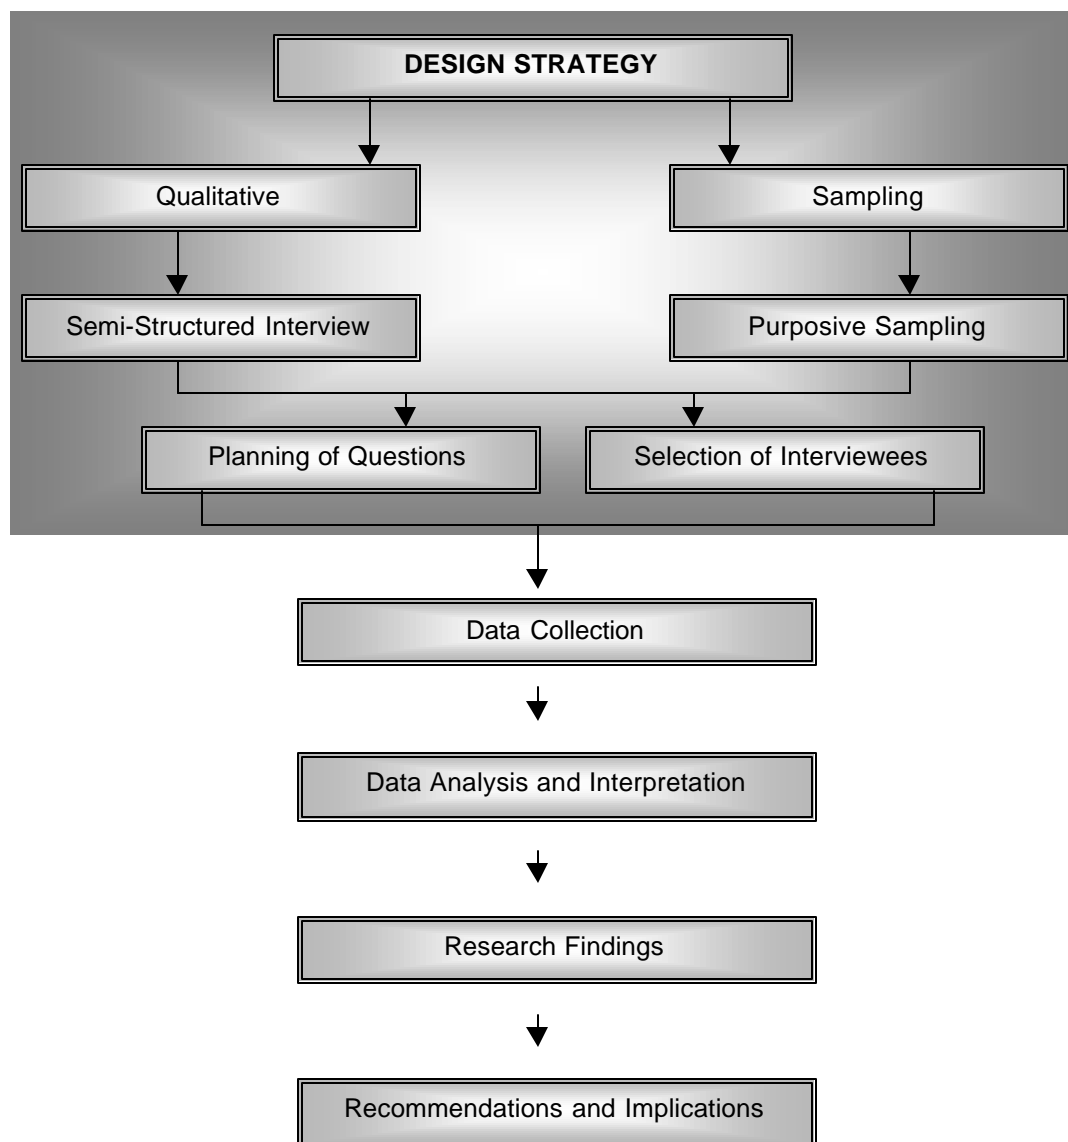 DESIGN STRATEGY
Qualitative
Sampling
Semi-Structured Interview
Purposive Sampling
Planning of Questions
Selection of Interviewees
Data Collection
Data Analysis and Interpretation
Research Findings
Recommendations and Implications